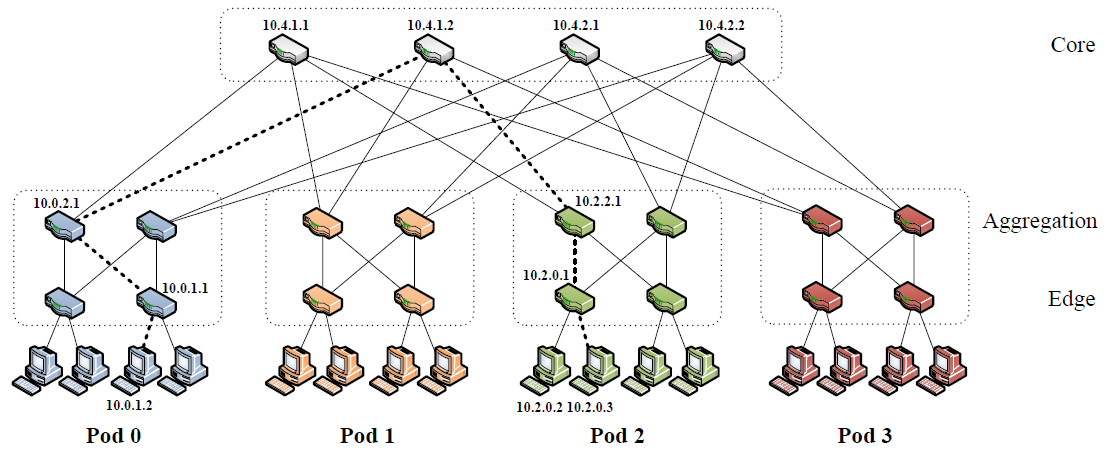 10.4.1.1 10.4.1.2 10.4.2.1 10.4.2.2
Core
10.0.2.1 10.2.2.1
Aggregation
10.0.1.1 10.2.0.1
Edge
10.0.1.2 10.2.0.2 10.2.0.3
Pod 0 Pod 1 Pod 2 Pod 3